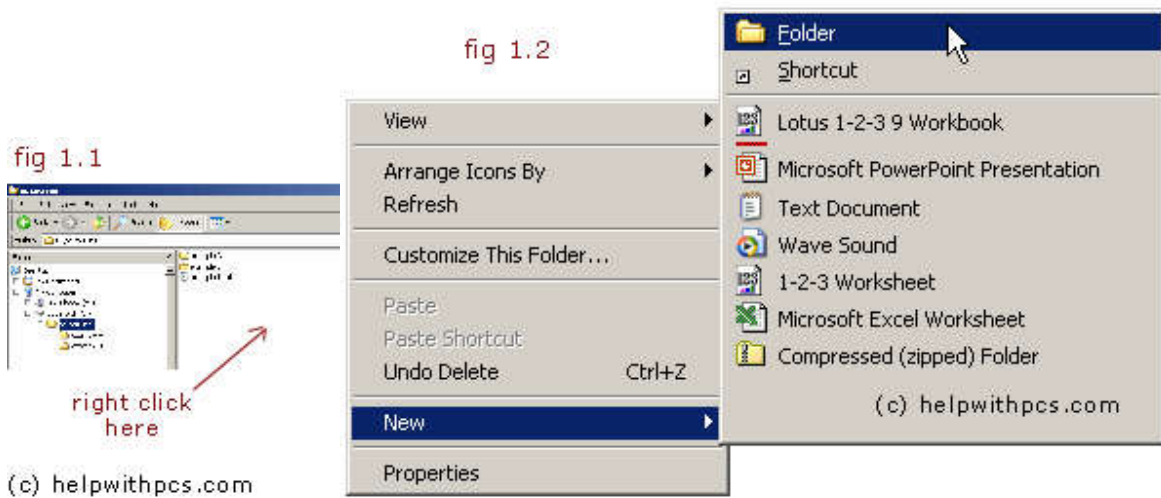 fig 1.1
right click
here
(c) helpwithpcs.com
fig 1.2
View
Arrange Icons By
Refresh
Customize This Folder...
Paste
Paste Shortcut
Undo Delete Ctrl+Z
New
Properties
Folder
Shortcut
Lotus 1-2-3 9 Workbook
Microsoft PowerPoint Presentation
Text Document
Wave Sound
1-2-3 Worksheet
Microsoft Excel Worksheet
Compressed (zipped) Folder
(c) helpwithpcs.com